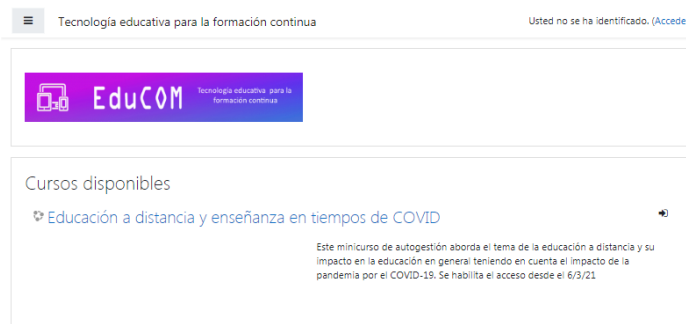 Tecnología educativa para la formación continua
Usted no se ha identificado. (Accede
EduCOM
Tecnología educativa para la
formación continua
Cursos disponibles
Educación a distancia y enseñanza en tiempos de COVID
Este minicurso de autogestión aborda el tema de la educación a distancia y su
impacto en la educación en general teniendo en cuenta el impacto de la
pandemia por el COVID-19. Se habilita el acceso desde el 6/3/21